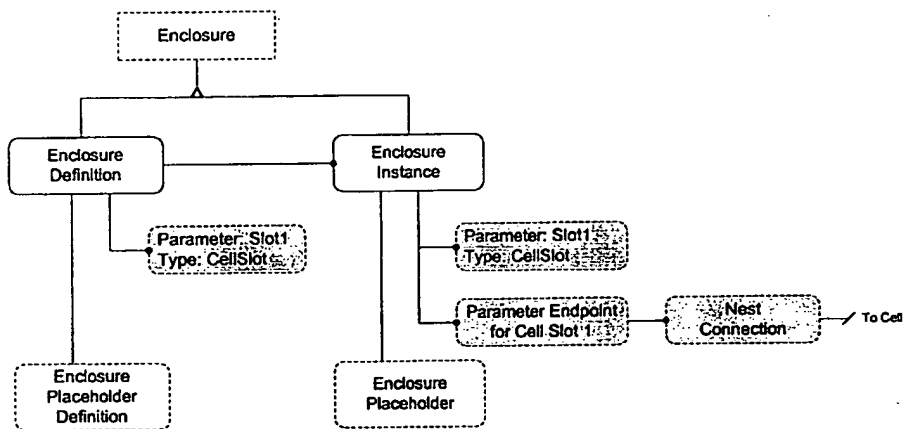 Enclosure
Enclosure
Definition
Enclosure
Instance
Parameter: Slot1
Type: CellSlot
Parameter: Slot1
Type: CellSlot
Parameter Endpoint
for Cell Slot 1
Nest
Connection
To Cell
Enclosure
Placeholder
Definition
Enclosure
Placeholder